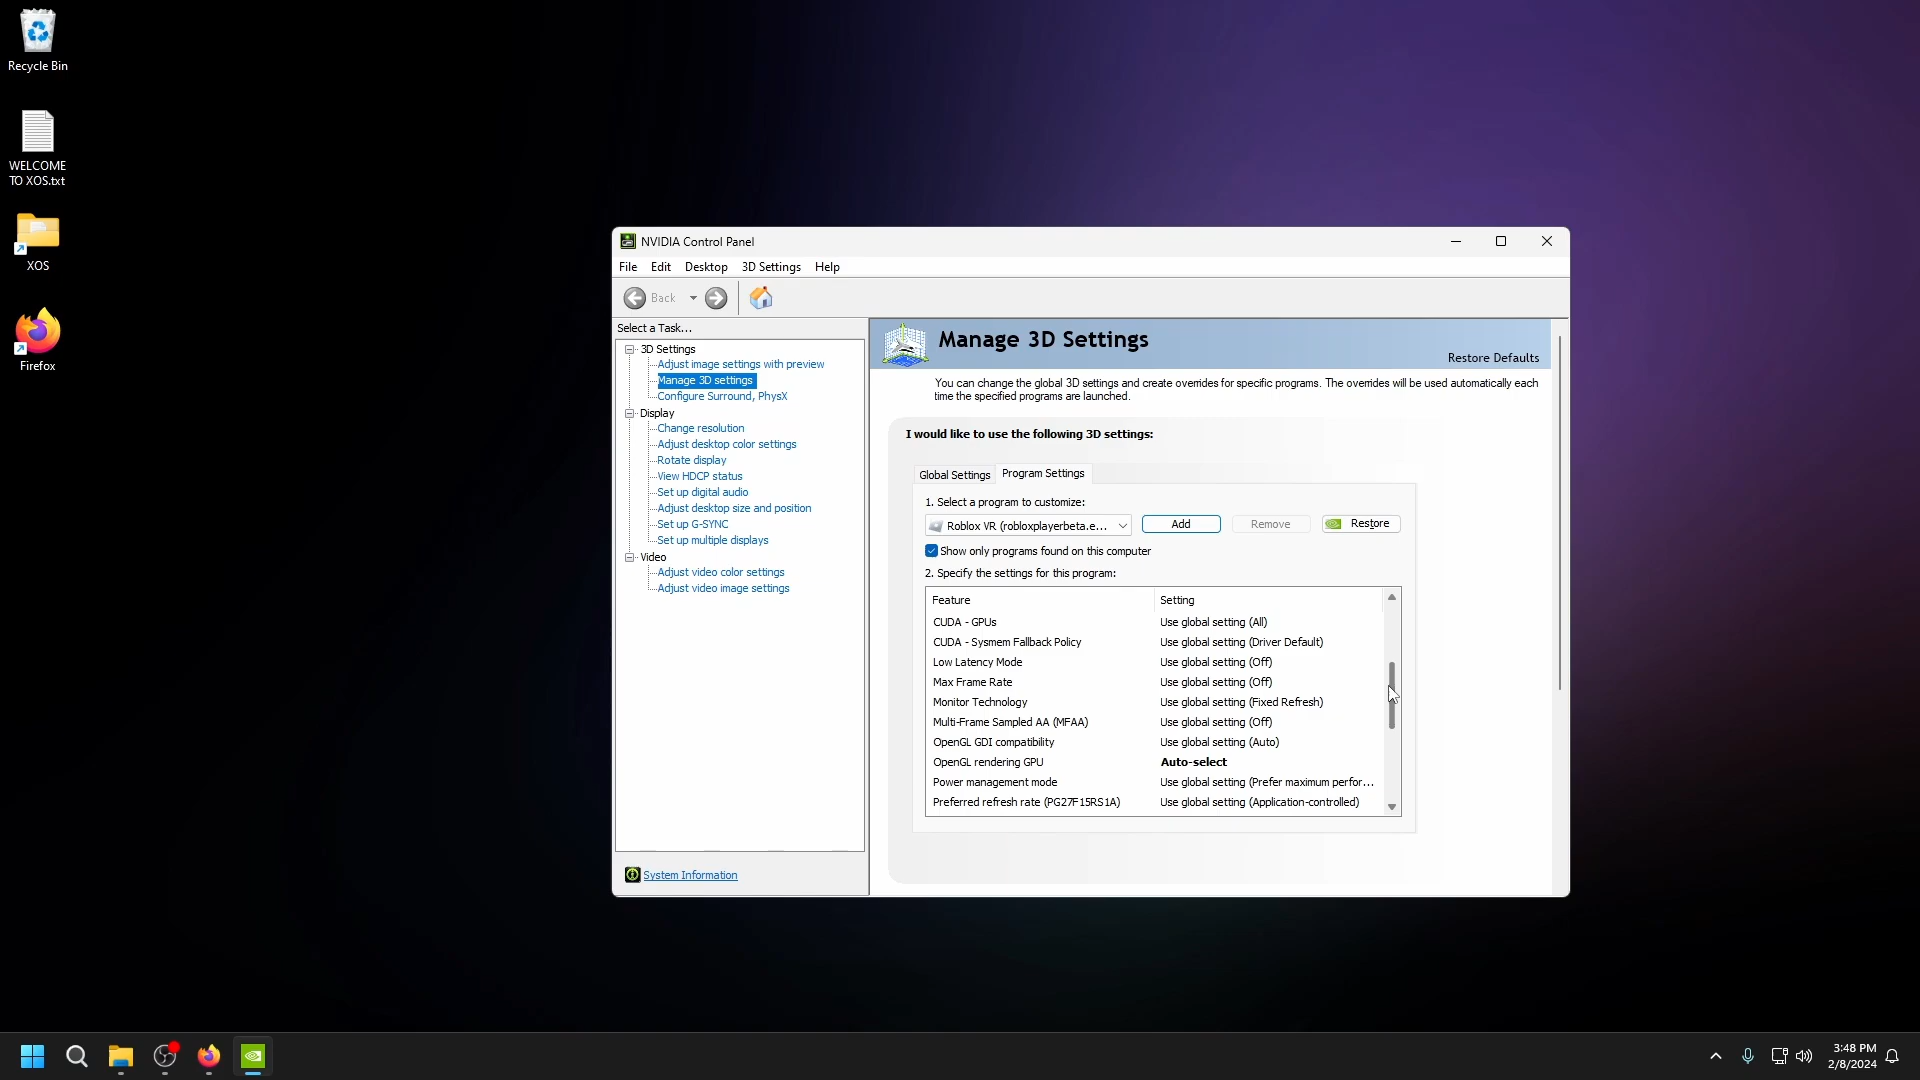 Recycle Bin
WELCOME
TO XOS.txt
XOS
Firefox
NVIDIA Control Panel
File Edit Desktop 3D Settings Help
Back
Select a Task...
3D Settings
Adjust image settings with preview
Manage 3D settings
Configure Surround, PhysX
Display
Change resolution
Adjust desktop color settings
Rotate display
View HDCP status
Set up digital audio
Adjust desktop size and position
Set up G-SYNC
Set up multiple displays
Video
Adjust video color settings
Adjust video image settings
System Information
Manage 3D Settings
Restore Defaults
You can change the global 3D settings and create overrides for specific programs. The overrides will be used automatically each
time the specified programs are launched.
I would like to use the following 3D settings:
Global Settings Program Settings
1. Select a program to customize:
Roblox VR (robloxplayerbeta.e... Add Remove Restore
Show only programs found on this computer
2. Specify the settings for this program:
Feature Setting
CUDA - GPUs Use global setting (All)
CUDA - Sysmem Fallback Policy Use global setting (Driver Default)
Low Latency Mode Use global setting (Off)
Max Frame Rate Use global setting (Off)
Monitor Technology Use global setting (Fixed Refresh)
Multi-Frame Sampled AA (MFAA) Use global setting (Off)
OpenGL GDI compatibility Use global setting (Auto)
OpenGL rendering GPU Auto-select
Power management mode Use global setting (Prefer maximum perfor...
Preferred refresh rate (PG27F15RS1A) Use global setting (Application-controlled)
3:48 PM
2/8/2024